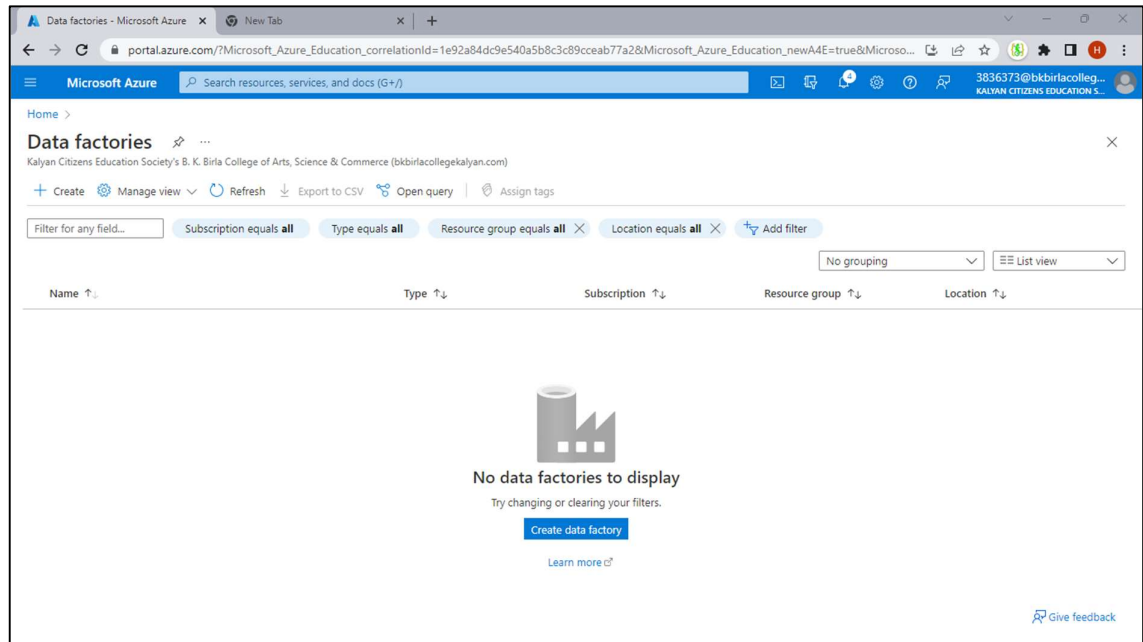 Data factories - Microsoft Azure
New Tab
portal.azure.com/?Microsoft_Azure_Education_correlationId=1e92a84dc9e540a5b8c3c89cceab77a2&Microsoft_Azure_Education_newA4E=true&Microso...
H
Microsoft Azure
Search resources, services, and docs (G+/)
4
3836373@bkbirlacolleg...
KALYAN CITIZENS EDUCATION S...
Home >
Data factories
Kalyan Citizens Education Society's B. K. Birla College of Arts, Science & Commerce (bkbirlacollegekalyan.com)
Create Manage view Refresh Export to CSV Open query Assign tags
Filter for any field... Subscription equals all Type equals all Resource group equals all Location equals all Add filter
No grouping List view
Name Type Subscription Resource group Location
No data factories to display
Try changing or clearing your filters.
Create data factory
Learn more
Give feedback